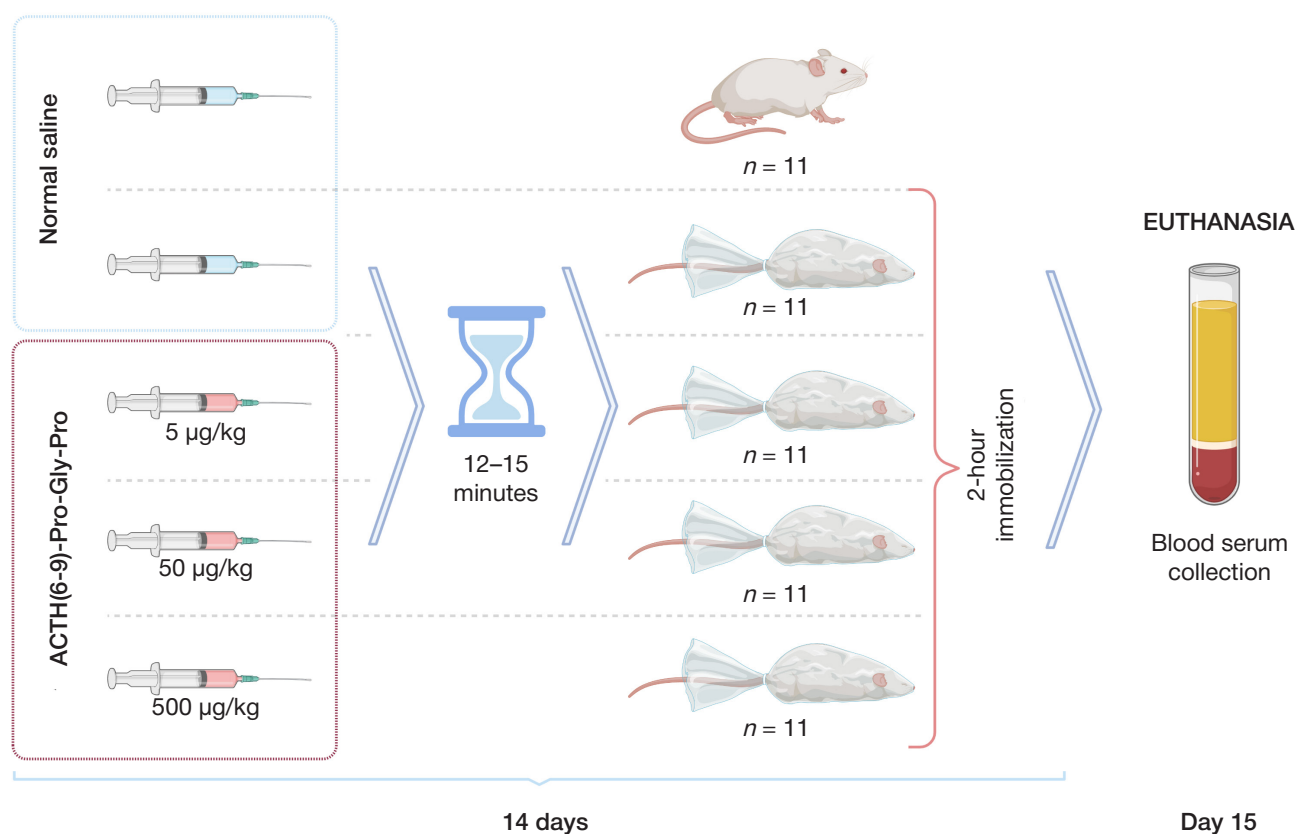 Normal saline
n = 11
n = 11
ACTH(6-9)-Pro-Gly-Pro
5 µg/kg
n = 11
50 µg/kg
n = 11
500 µg/kg
n = 11
12–15
minutes
2-hour
immobilization
EUTHANASIA
Blood serum
collection
14 days
Day 15